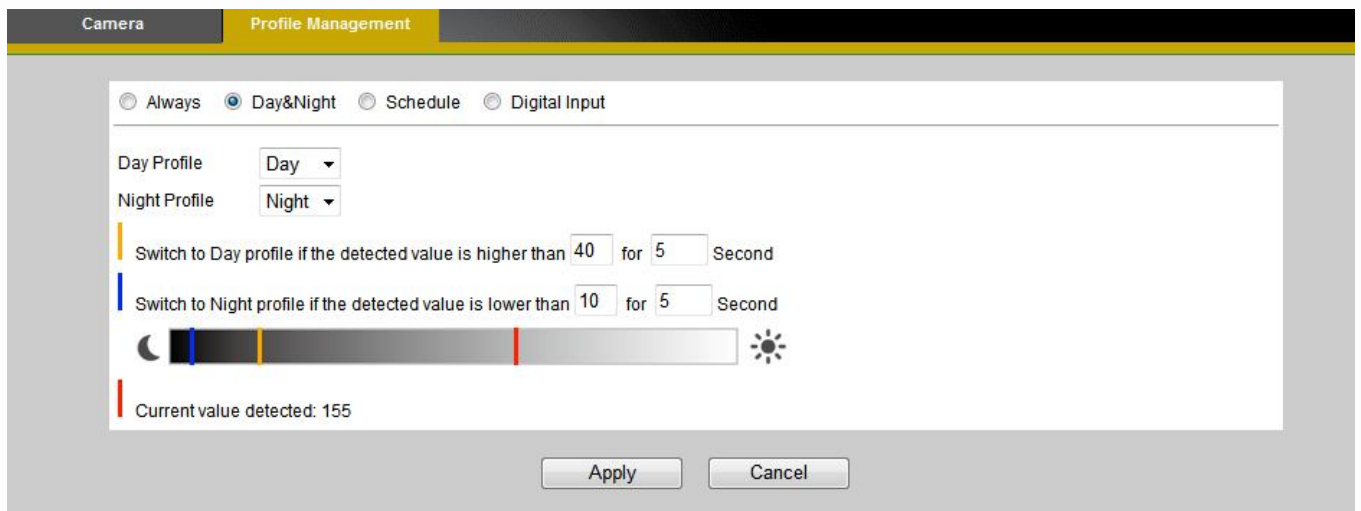 Camera Profile Management
Always Day&Night Schedule Digital Input
Day Profile Day
Night Profile Night
Switch to Day profile if the detected value is higher than 40 for 5 Second
Switch to Night profile if the detected value is lower than 10 for 5 Second
Current value detected: 155
Apply Cancel